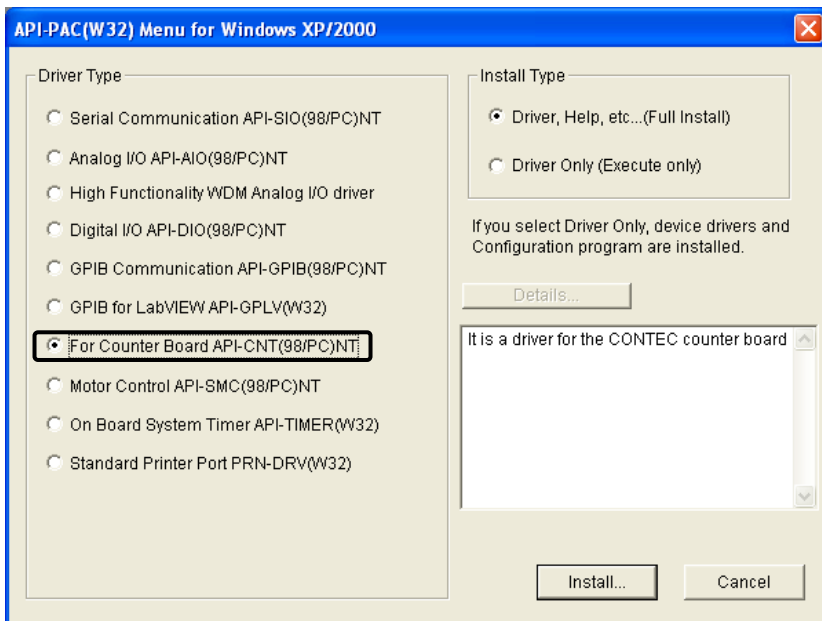 API-PAC(W32) Menu for Windows XP/2000
Driver Type
Serial Communication API-SIO(98/PC)NT
Analog I/O API-AIO(98/PC)NT
High Functionality WDM Analog I/O driver
Digital I/O API-DIO(98/PC)NT
GPIB Communication API-GPIB(98/PC)NT
GPIB for LabVIEW API-GPLV(W32)
For Counter Board API-CNT(98/PC)NT
Motor Control API-SMC(98/PC)NT
On Board System Timer API-TIMER(W32)
Standard Printer Port PRN-DRV(W32)
Install Type
Driver, Help, etc...(Full Install)
Driver Only (Execute only)
If you select Driver Only, device drivers and
Configuration program are installed.
Details...
It is a driver for the CONTEC counter board
Install...
Cancel